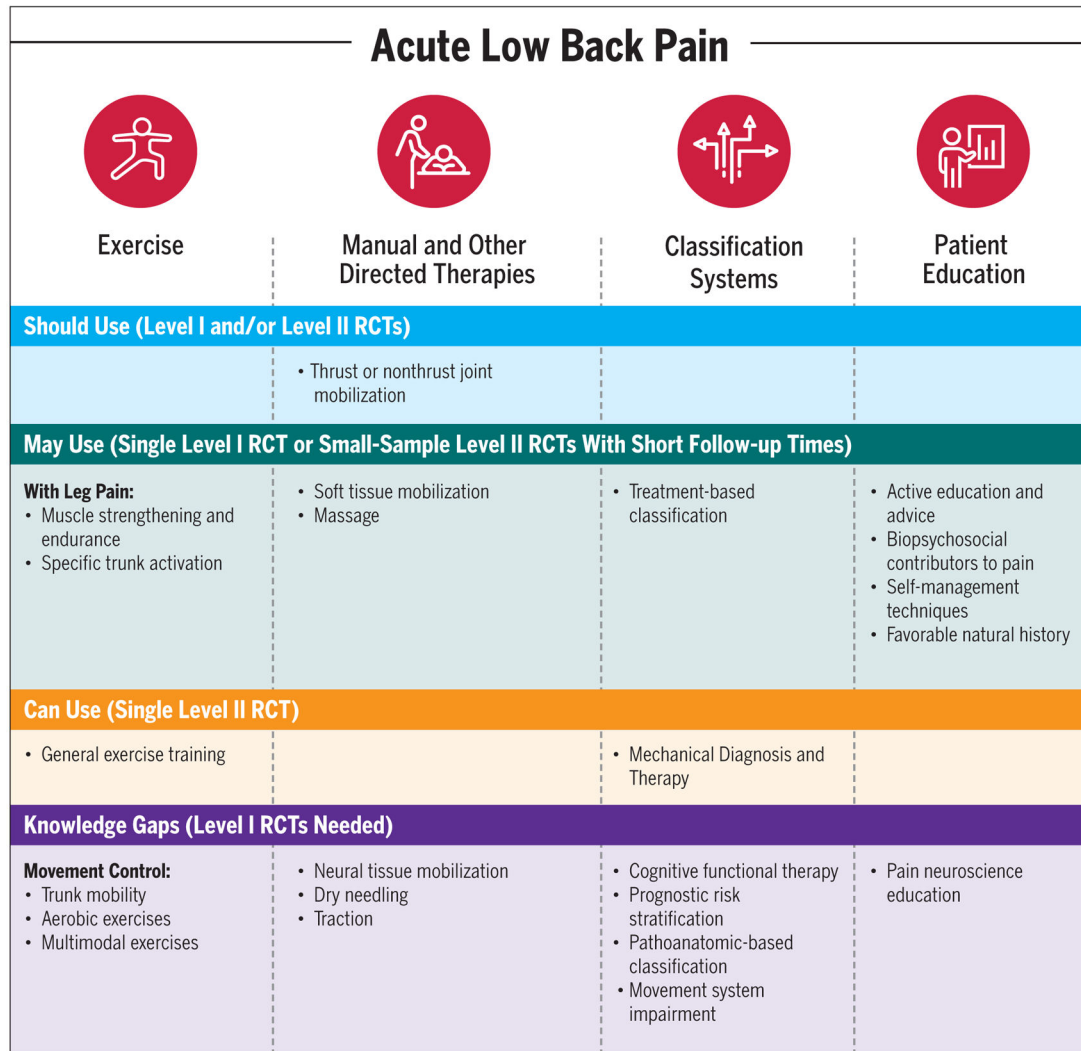 Acute Low Back Pain
Exercise
Manual and Other
Directed Therapies
Classification
Systems
Patient
Education
Should Use (Level I and/or Level II RCTs)
• Thrust or nonthrust joint
mobilization
May Use (Single Level I RCT or Small-Sample Level II RCTs With Short Follow-up Times)
With Leg Pain:
• Muscle strengthening and
endurance
• Specific trunk activation
• Soft tissue mobilization
• Massage
• Treatment-based
classification
• Active education and
advice
• Biopsychosocial
contributors to pain
• Self-management
techniques
• Favorable natural history
Can Use (Single Level II RCT)
• General exercise training
• Mechanical Diagnosis and
Therapy
Knowledge Gaps (Level I RCTs Needed)
Movement Control:
• Trunk mobility
• Aerobic exercises
• Multimodal exercises
• Neural tissue mobilization
• Dry needling
• Traction
• Cognitive functional therapy
• Prognostic risk
stratification
• Pathoanatomic-based
classification
• Movement system
impairment
• Pain neuroscience
education